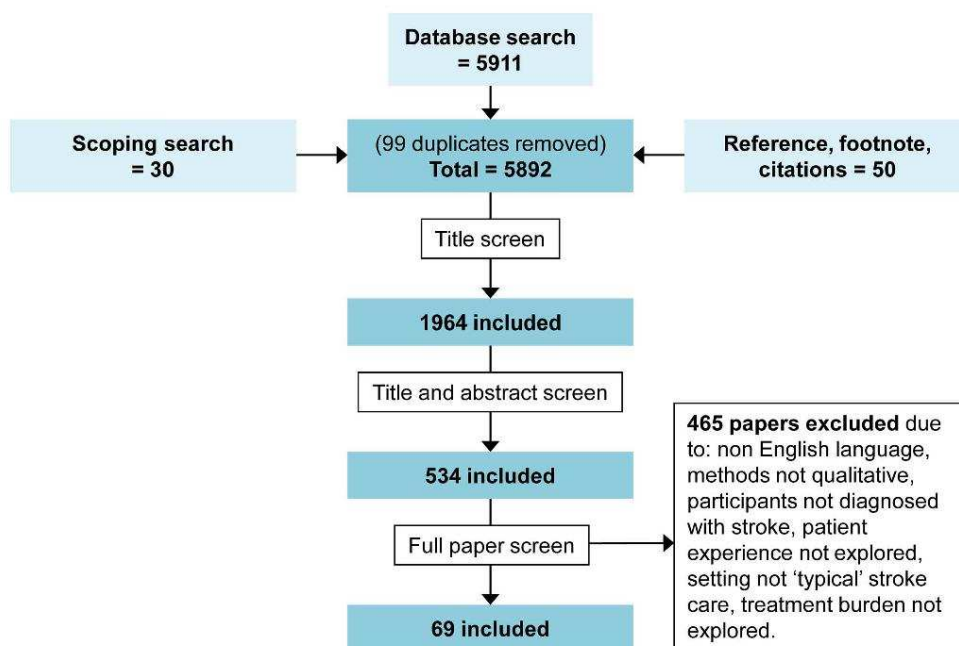 Database search
= 5911
Scoping search
= 30
(99 duplicates removed)
Total = 5892
Reference, footnote,
citations = 50
Title screen
1964 included
Title and abstract screen
534 included
Full paper screen
465 papers excluded due
to: non English language,
methods not qualitative,
participants not diagnosed
with stroke, patient
experience not explored,
setting not ‘typical’ stroke
care, treatment burden not
explored.
69 included